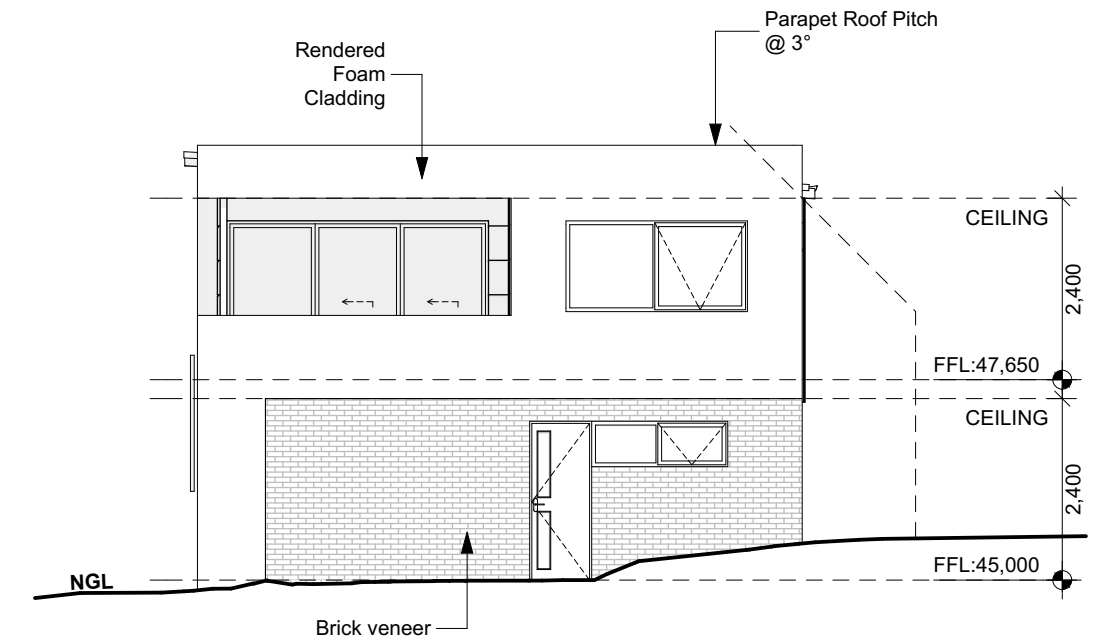 Parapet Roof Pitch
@ 3°
Rendered
Foam
Cladding
CEILING
2,400
FFL:47,650
CEILING
2,400
FFL:45,000
NGL
Brick veneer